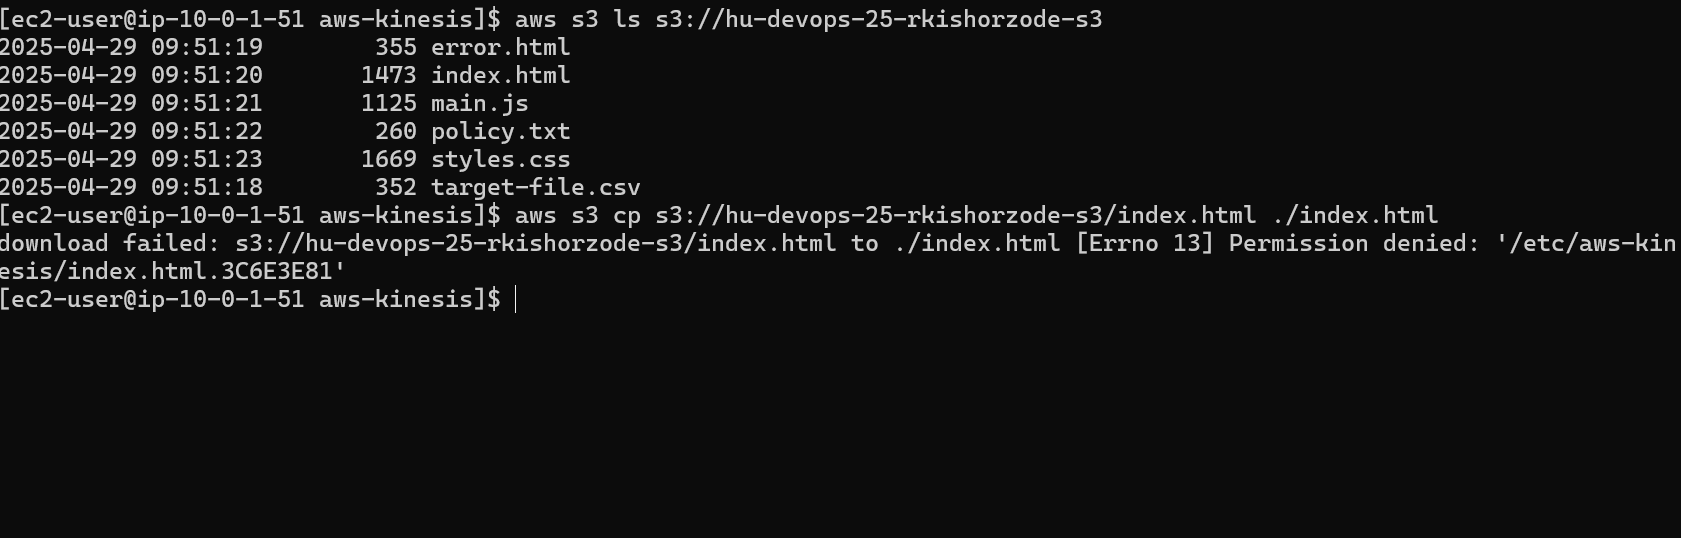 [ec2-user@ip-10-0-1-51 aws-kinesis]$ aws s3 ls s3://hu-devops-25-rkishorzode-s3
2025-04-29 09:51:19        355 error.html
2025-04-29 09:51:20       1473 index.html
2025-04-29 09:51:21       1125 main.js
2025-04-29 09:51:22        260 policy.txt
2025-04-29 09:51:23       1669 styles.css
2025-04-29 09:51:18        352 target-file.csv
[ec2-user@ip-10-0-1-51 aws-kinesis]$ aws s3 cp s3://hu-devops-25-rkishorzode-s3/index.html ./index.html
download failed: s3://hu-devops-25-rkishorzode-s3/index.html to ./index.html [Errno 13] Permission denied: '/etc/aws-kin
esis/index.html.3C6E3E81'
[ec2-user@ip-10-0-1-51 aws-kinesis]$